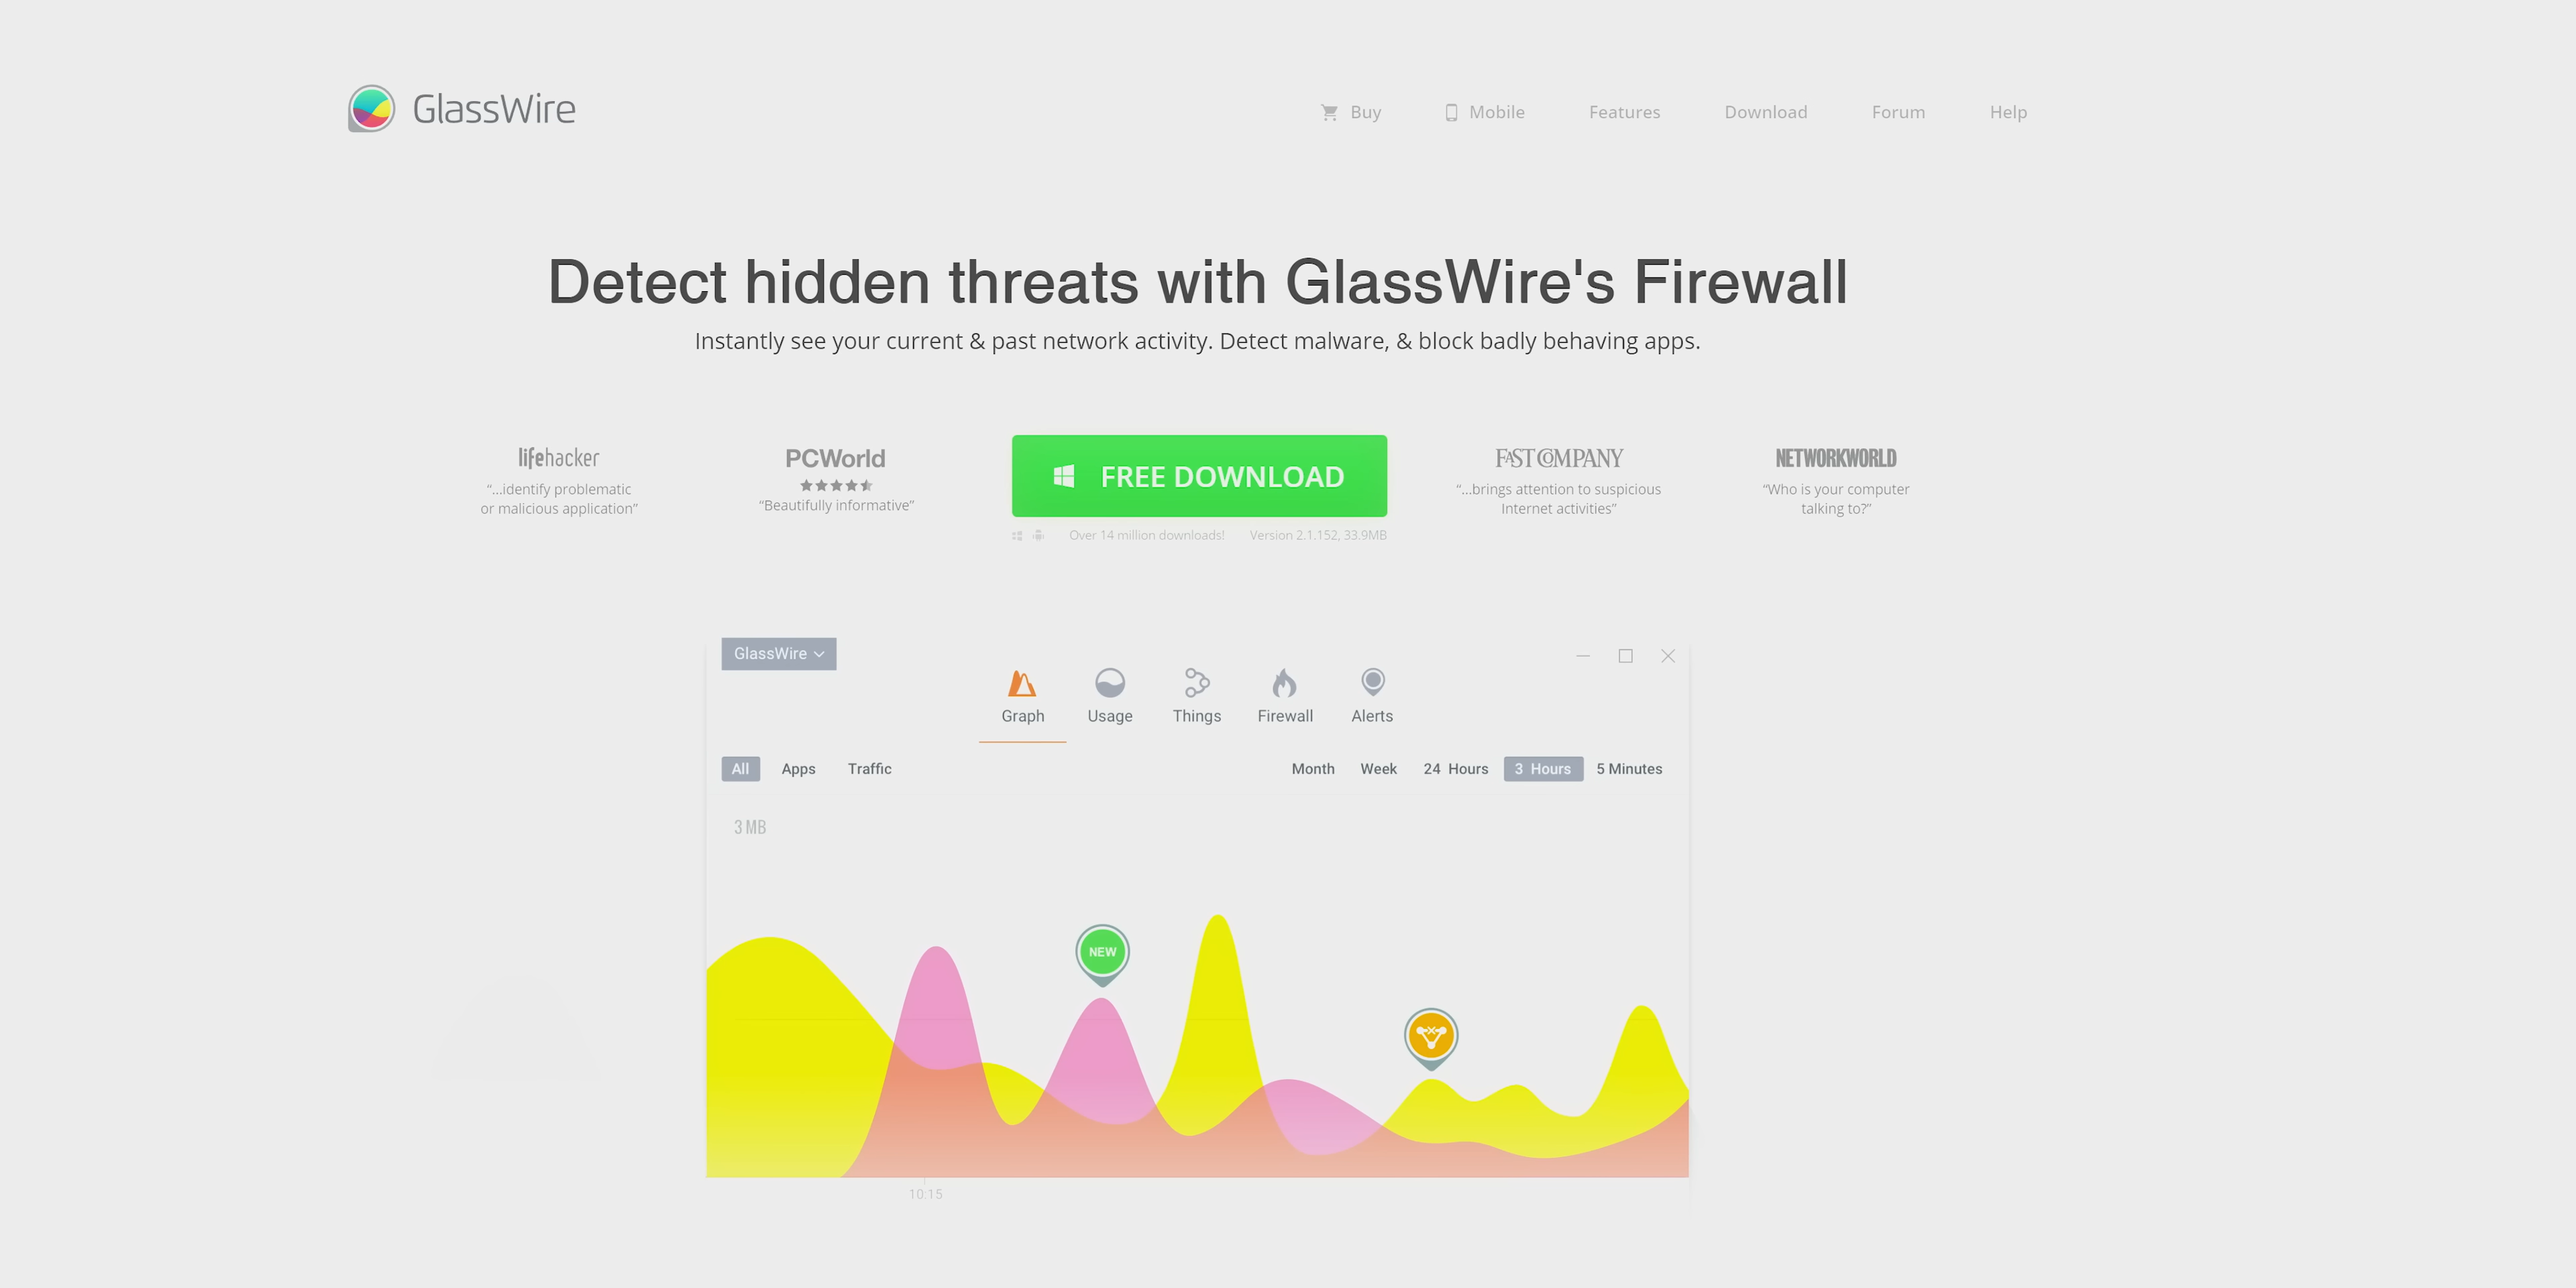 GlassWire
Buy
Mobile
Features
Download
Forum
Help
Detect hidden threats with GlassWire's Firewall
Instantly see your current & past network activity. Detect malware, & block badly behaving apps.
lifehacker
“...identify problematic
or malicious application”
PCWorld
“Beautifully informative”
FREE DOWNLOAD
Over 14 million downloads!
Version 2.1.152, 33.9MB
FAST COMPANY
“...brings attention to suspicious
Internet activities”
NETWORKWORLD
“Who is your computer
talking to?”
GlassWire
Graph
Usage
Things
Firewall
Alerts
All
Apps
Traffic
Month
Week
24 Hours
3 Hours
5 Minutes
3 MB
NEW
10:15